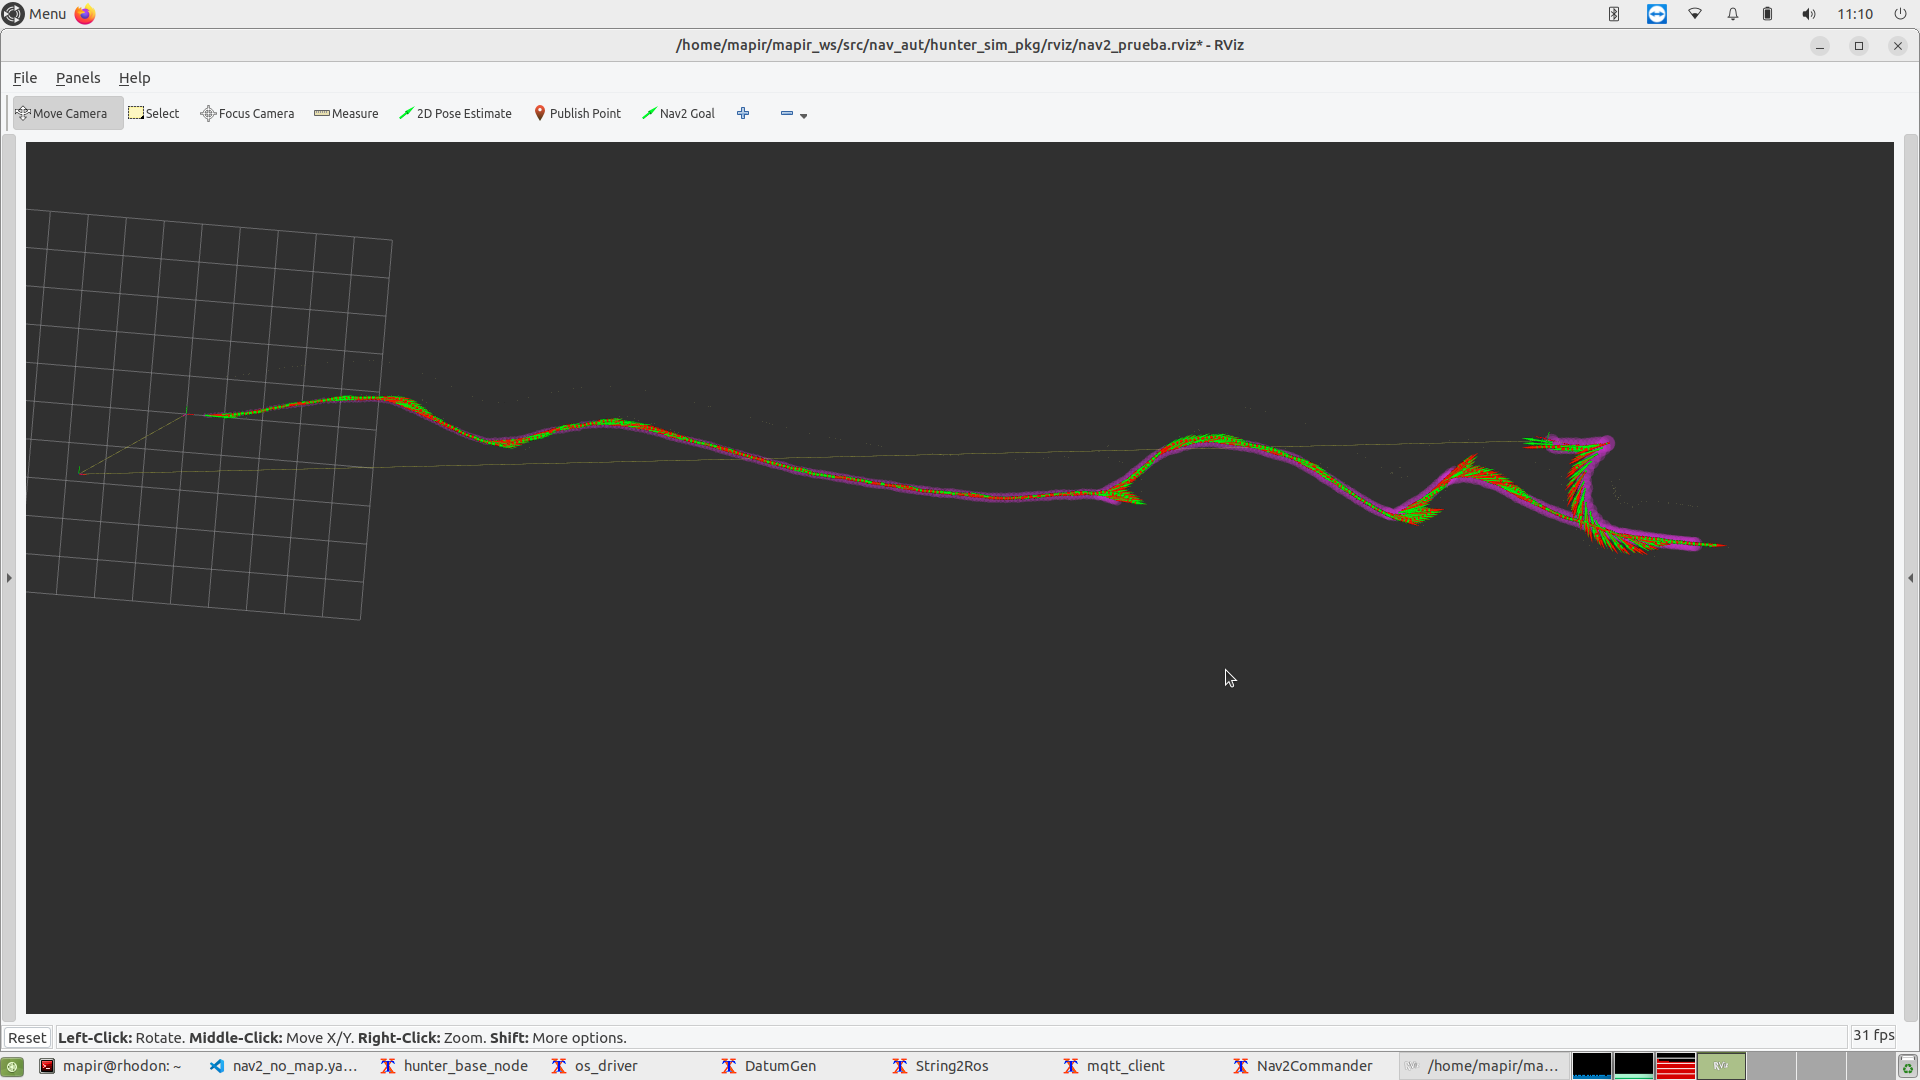 Menu
11:10
/home/mapir/mapir_ws/src/nav_aut/hunter_sim_pkg/rviz/nav2_prueba.rviz* - RViz
File Panels Help
Move Camera Select Focus Camera Measure 2D Pose Estimate Publish Point Nav2 Goal
Reset Left-Click: Rotate. Middle-Click: Move X/Y. Right-Click: Zoom. Shift: More options. 31 fps
mapir@rhodon: ~ nav2_no_map.ya... hunter_base_node os_driver DatumGen String2Ros mqtt_client Nav2Commander /home/mapir/ma...